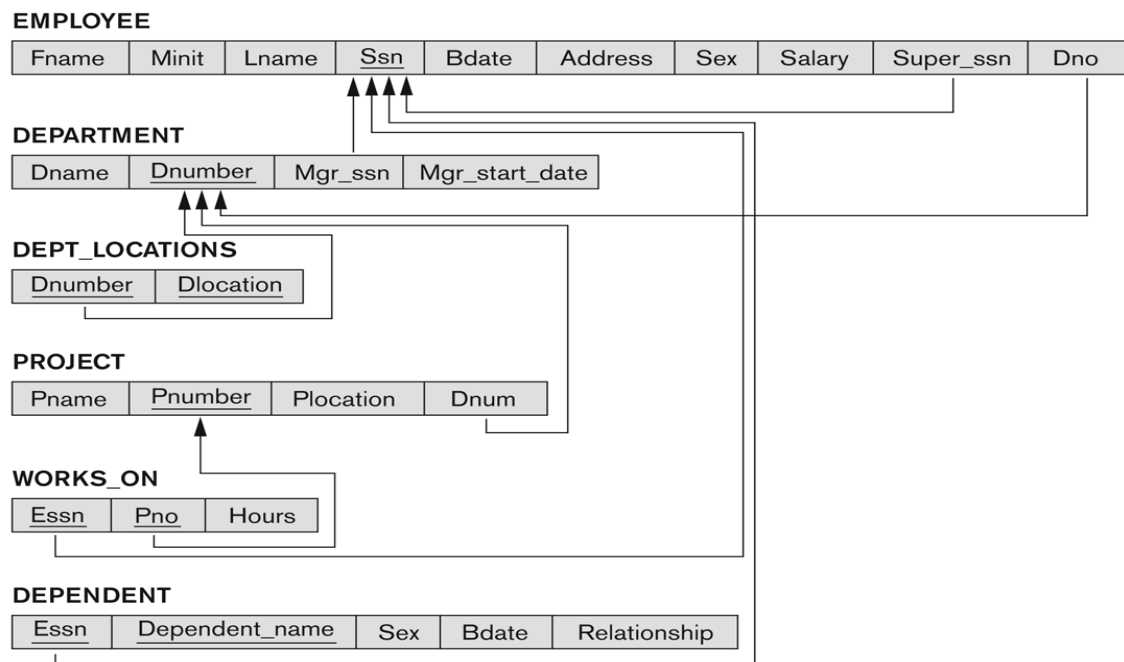 EMPLOYEE
Fname Minit Lname Ssn Bdate Address Sex Salary Super_ssn Dno
DEPARTMENT
Dname Dnumber Mgr_ssn Mgr_start_date
DEPT_LOCATIONS
Dnumber Dlocation
PROJECT
Pname Pnumber Plocation Dnum
WORKS_ON
Essn Pno Hours
DEPENDENT
Essn Dependent_name Sex Bdate Relationship